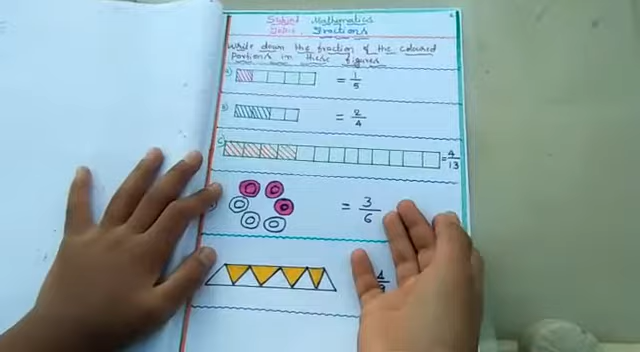 Subject Mathematics
Topic. Fractions
Write down the fraction of the coloured
portions in these figures
a) = 1/5
b) = 2/4
c) = 4/13
= 3/6
4/9